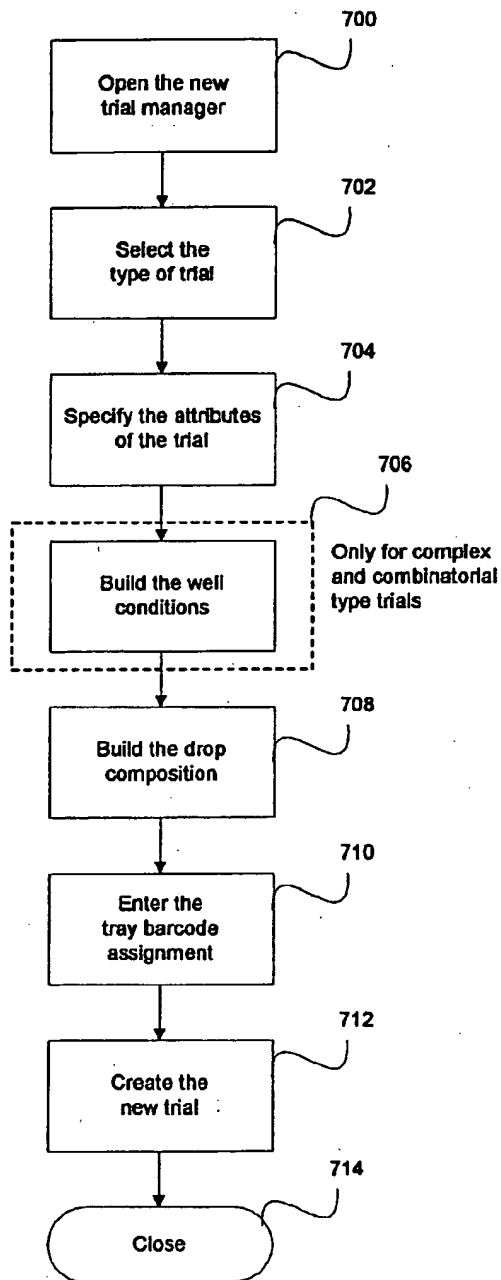 700
Open the new
trial manager
702
Select the
type of trial
704
Specify the attributes
of the trial
706
Only for complex
and combinatorial
type trials
Build the well
conditions
708
Build the drop
composition
710
Enter the
tray barcode
assignment
712
Create the
new trial
714
Close